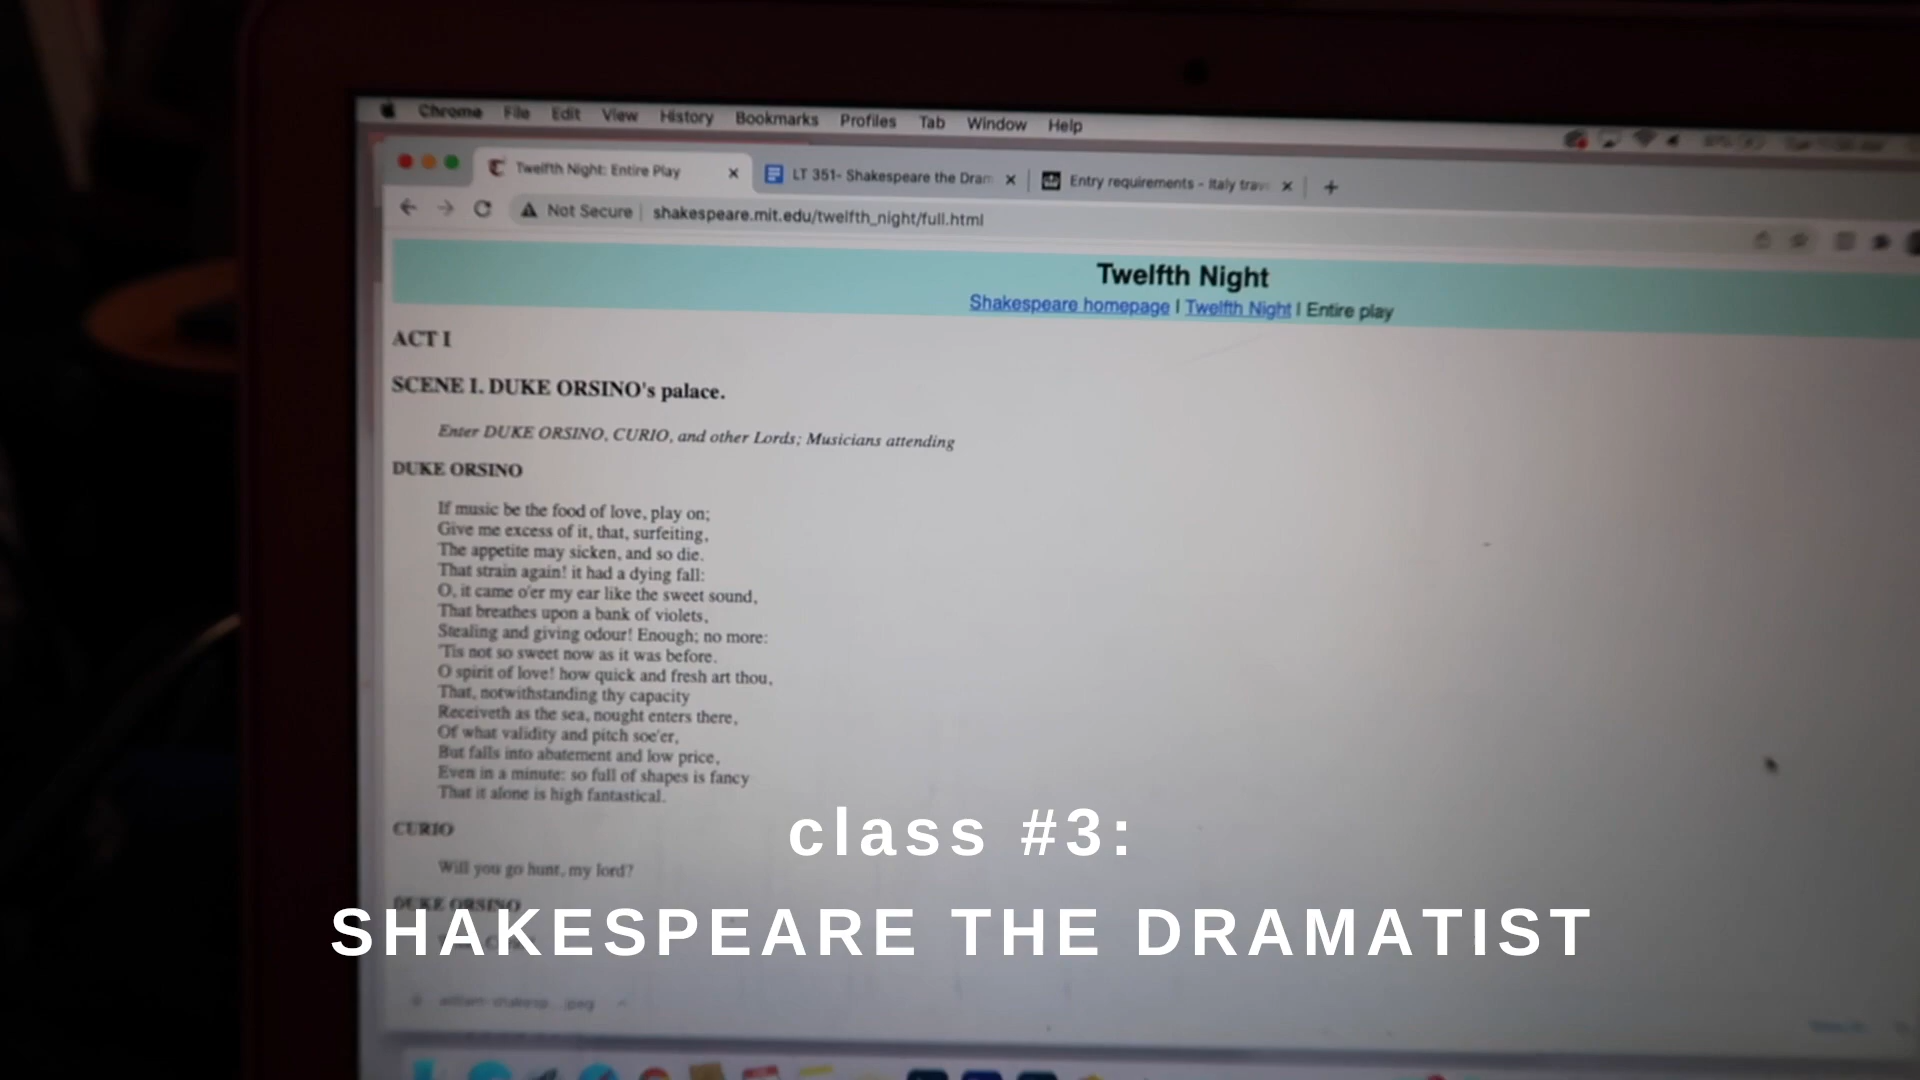 Chrome File Edit View History Bookmarks Profiles Tab Window Help
Twelfth Night: Entire Play
LT 351- Shakespeare the Dram
Entry requirements - Italy trav
Not Secure shakespeare.mit.edu/twelfth_night/full.html
Twelfth Night
Shakespeare homepage | Twelfth Night | Entire play
ACT I
SCENE I. DUKE ORSINO's palace.
Enter DUKE ORSINO, CURIO, and other Lords; Musicians attending
DUKE ORSINO
If music be the food of love, play on;
Give me excess of it, that, surfeiting,
The appetite may sicken, and so die.
That strain again! it had a dying fall:
O, it came o'er my ear like the sweet sound,
That breathes upon a bank of violets,
Stealing and giving odour! Enough; no more:
'Tis not so sweet now as it was before.
O spirit of love! how quick and fresh art thou,
That, notwithstanding thy capacity
Receiveth as the sea, nought enters there,
Of what validity and pitch soe'er,
But falls into abatement and low price,
Even in a minute: so full of shapes is fancy
That it alone is high fantastical.
CURIO
Will you go hunt, my lord?
DUKE ORSINO
class #3:
SHAKESPEARE THE DRAMATIST